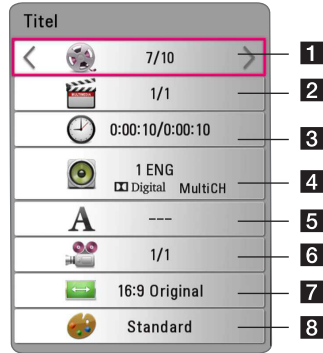 Titel
7/10 1
1/1 2
0:00:10/0:00:10 3
1 ENG
Digital MultiCH 4
A --- 5
1/1 6
16:9 Original 7
Standard 8